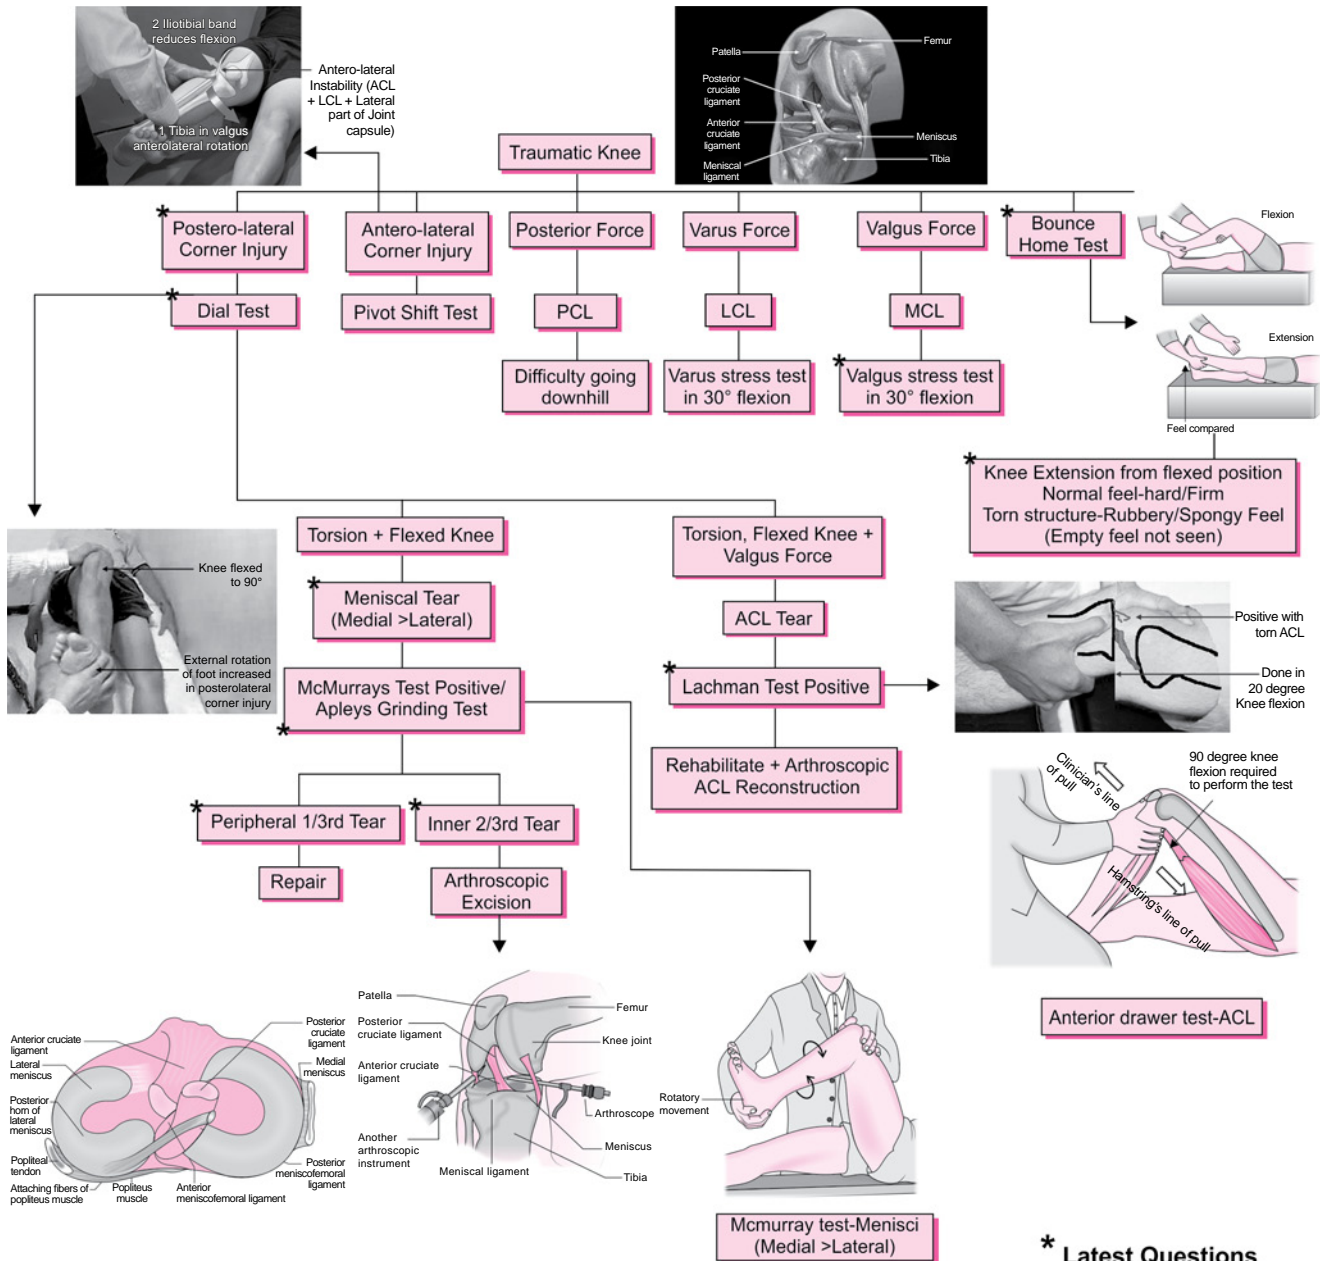 2 Iliotibial band
reduces flexion
1 Tibia in valgus
anterolateral rotation
Antero-lateral
Instability (ACL
+ LCL + Lateral
part of Joint
capsule)
Patella
Posterior
cruciate
ligament
Anterior
cruciate
ligament
Meniscal
ligament
Femur
Meniscus
Tibia
Traumatic Knee
* Postero-lateral
Corner Injury
Antero-lateral
Corner Injury
Posterior Force
Varus Force
Valgus Force
* Bounce
Home Test
Flexion
Extension
Feel compared
* Dial Test
Pivot Shift Test
PCL
LCL
MCL
Difficulty going
downhill
Varus stress test
in 30° flexion
* Valgus stress test
in 30° flexion
* Knee Extension from flexed position
Normal feel-hard/Firm
Torn structure-Rubbery/Spongy Feel
(Empty feel not seen)
Knee flexed
to 90°
External rotation
of foot increased
in posterolateral
corner injury
Torsion + Flexed Knee
* Meniscal Tear
(Medial >Lateral)
McMurrays Test Positive/
Apleys Grinding Test
*
Torsion, Flexed Knee +
Valgus Force
ACL Tear
* Lachman Test Positive
Rehabilitate + Arthroscopic
ACL Reconstruction
Positive with
torn ACL
Done in
20 degree
Knee flexion
* Peripheral 1/3rd Tear
* Inner 2/3rd Tear
Repair
Arthroscopic
Excision
90 degree knee
flexion required
to perform the test
Clinician's line
of pull
Hamstring's line of pull
Anterior drawer test-ACL
Anterior cruciate
ligament
Lateral
meniscus
Posterior
horn of
lateral
meniscus
Popliteal
tendon
Attaching fibers of
popliteus muscle
Popliteus
muscle
Anterior
meniscofemoral ligament
Posterior
cruciate
ligament
Medial
meniscus
Posterior
meniscofemoral
ligament
Patella
Posterior
cruciate ligament
Anterior cruciate
ligament
Another
arthroscopic
instrument
Meniscal ligament
Femur
Knee joint
Arthroscope
Meniscus
Tibia
Rotatory
movement
Mcmurray test-Menisci
(Medial >Lateral)
* Latest Questions